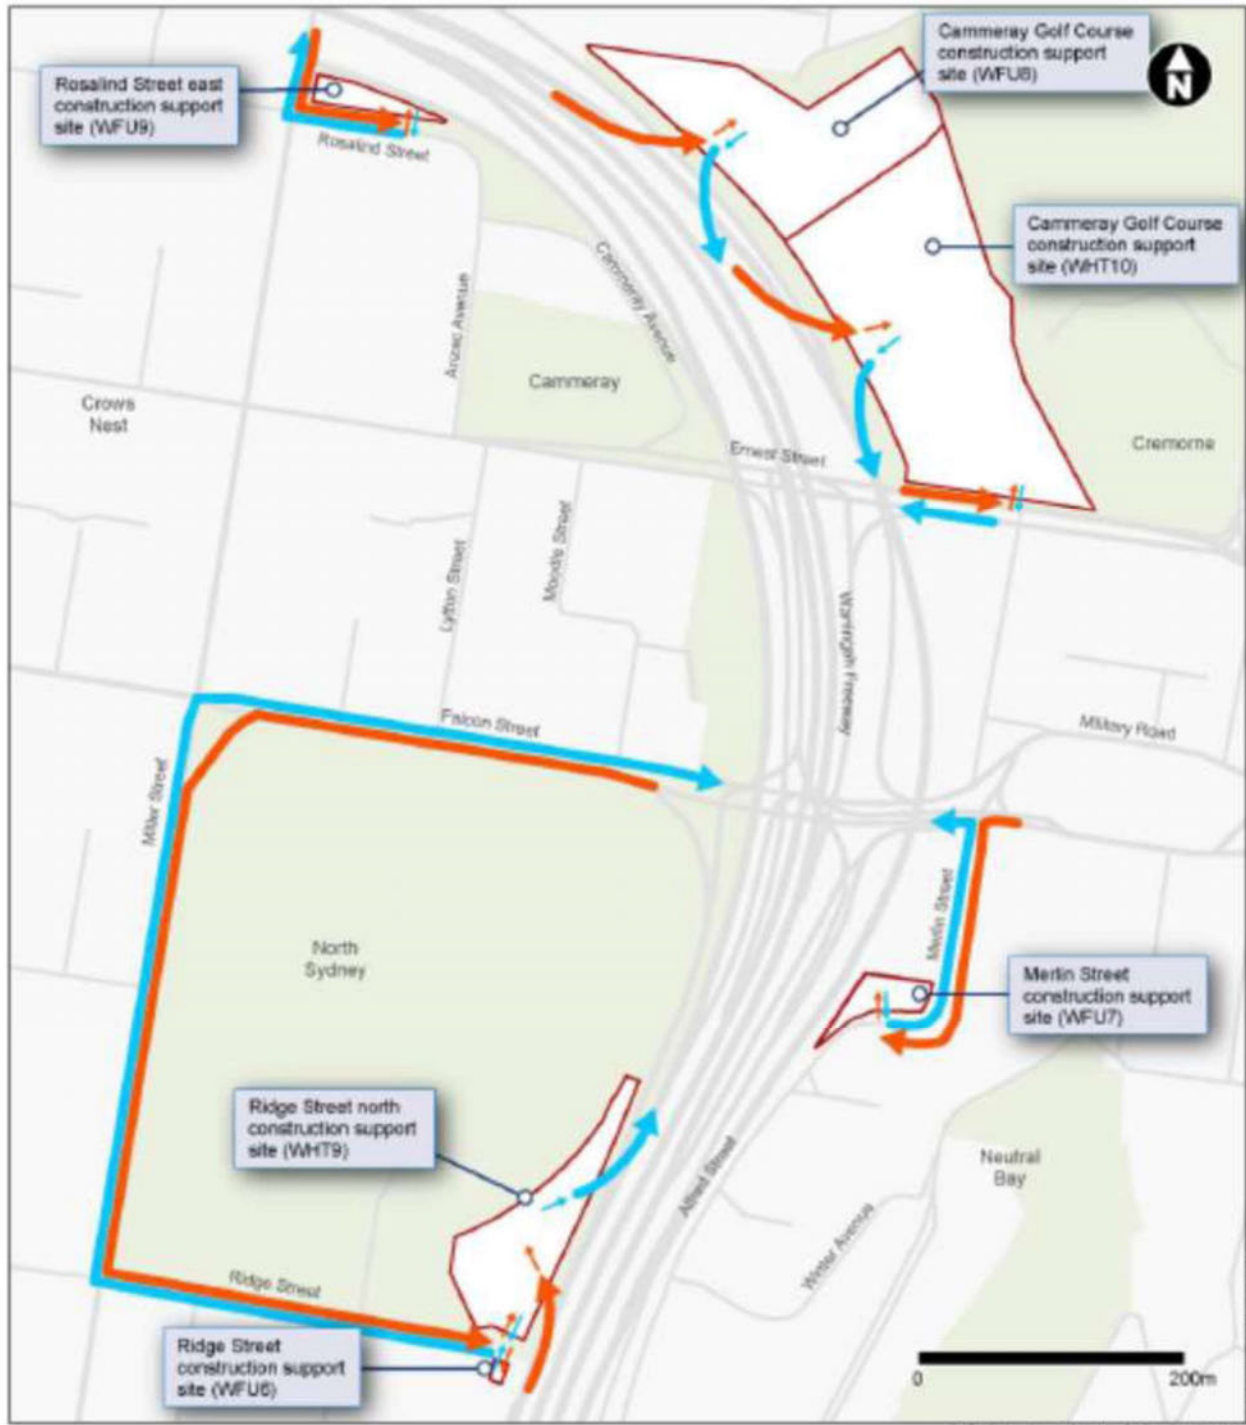 Cammeray Golf Course
construction support
site (WFU8)
N
Rosalind Street east
construction support
site (WFU9)
Rosalind Street
Cammeray Golf Course
construction support
site (WHT10)
Cammeray Avenue
Anzac Avenue
Cammeray
Crows
Nest
Ernest Street
Cremorne
Moodie Street
Lytton Street
Warringah Freeway
Falcon Street
Military Road
Miller Street
Merlin Street
North
Sydney
Merlin Street
construction support
site (WFU7)
Ridge Street north
construction support
site (WHT9)
Alfred Street
Neutral
Bay
Winter Avenue
Ridge Street
Ridge Street
construction support
site (WFU6)
0
200m